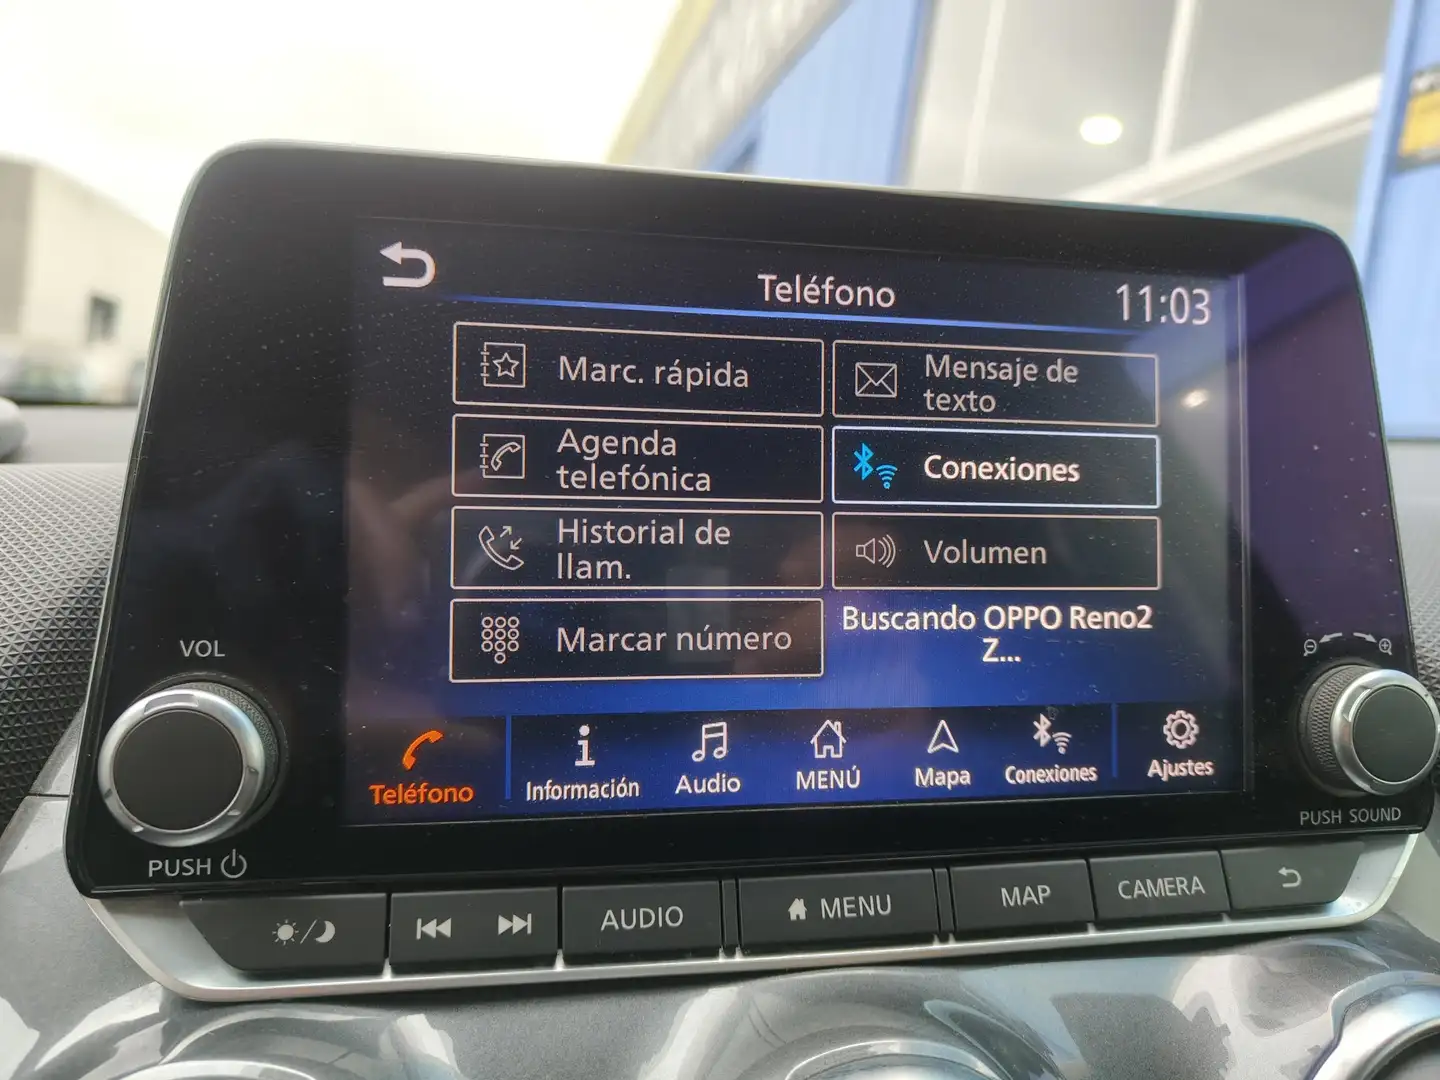 Teléfono
11:03
Marc. rápida
Mensaje de
texto
Agenda
telefónica
Conexiones
Historial de
llam.
Volumen
Marcar número
Buscando OPPO Reno2
Z...
Teléfono
Información
Audio
MENÚ
Mapa
Conexiones
Ajustes
VOL
PUSH
PUSH SOUND
AUDIO
MENU
MAP
CAMERA